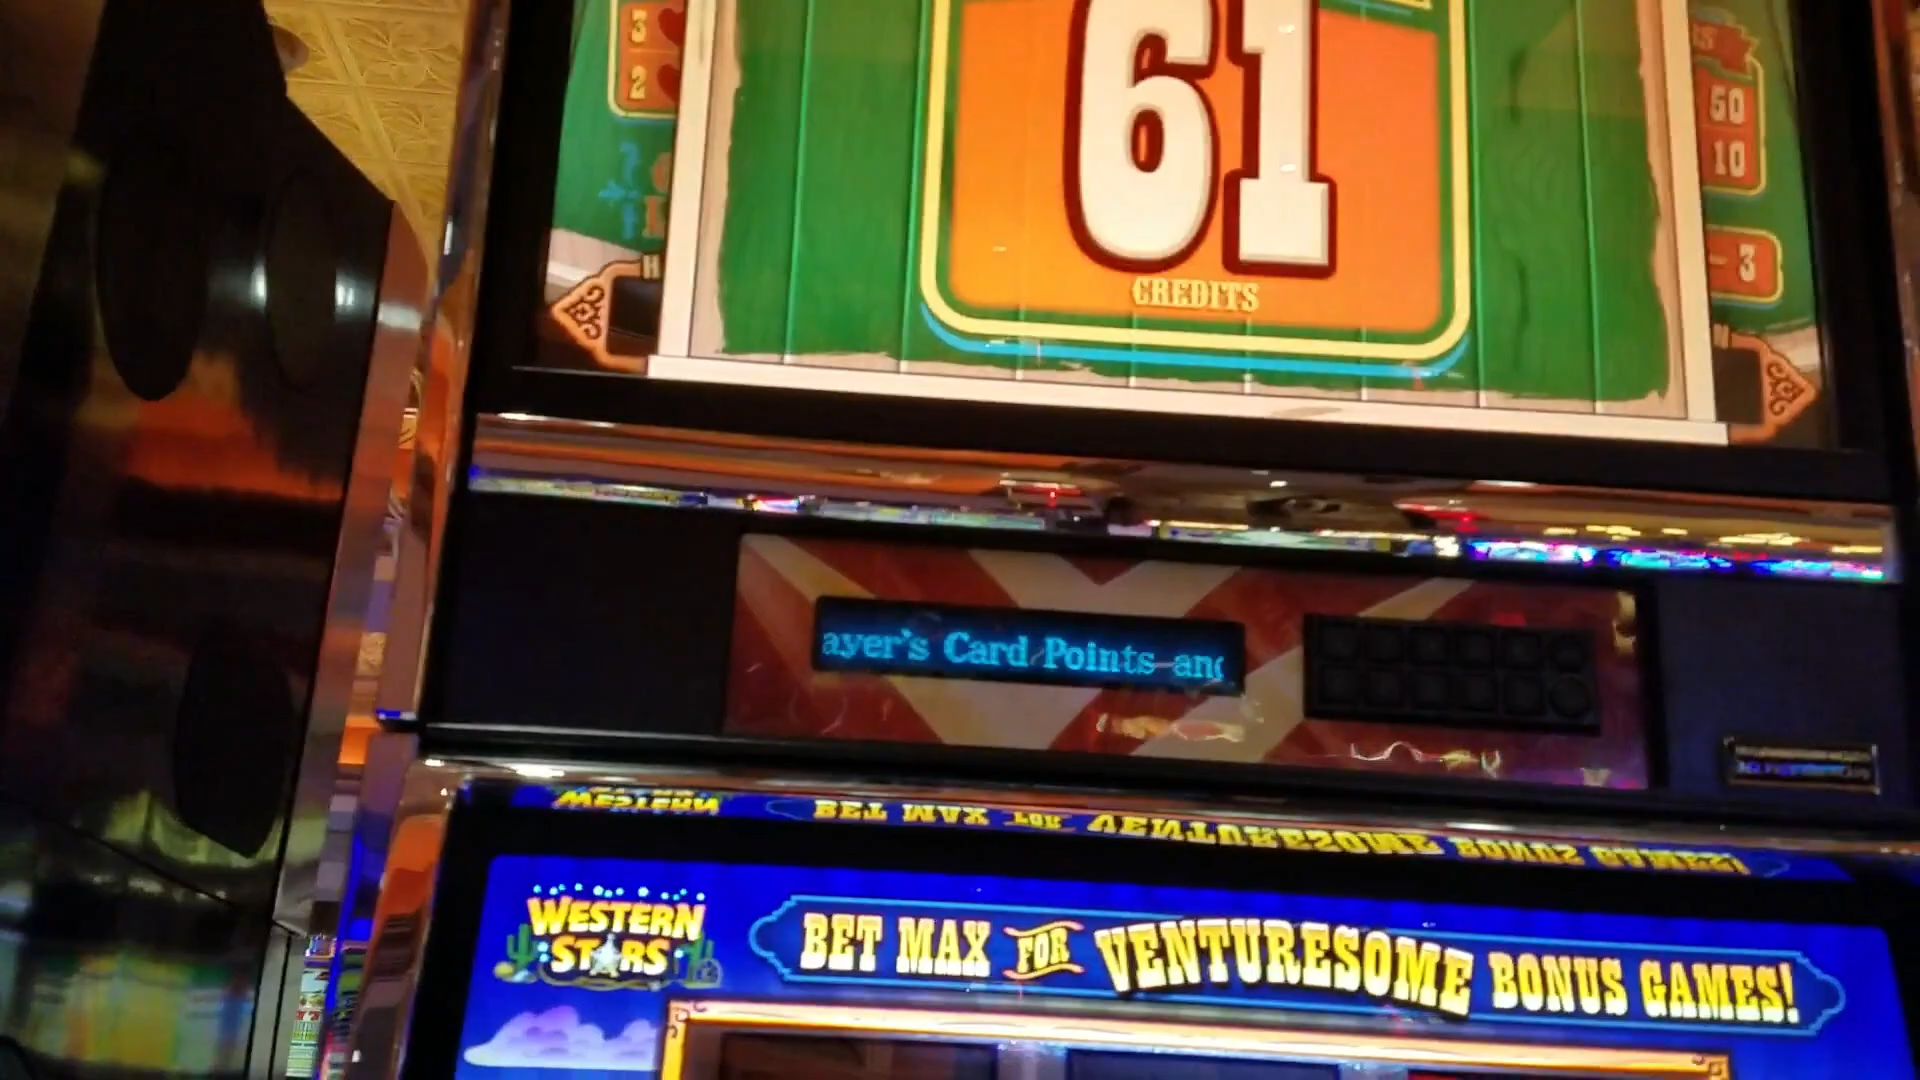 3
2
61
CREDITS
50
10
- 3
ayer's Card Points and
WESTERN
BET MAX FOR VENTURESOME BONUS GAMES!
WESTERN
STARS
BET MAX FOR VENTURESOME BONUS GAMES!